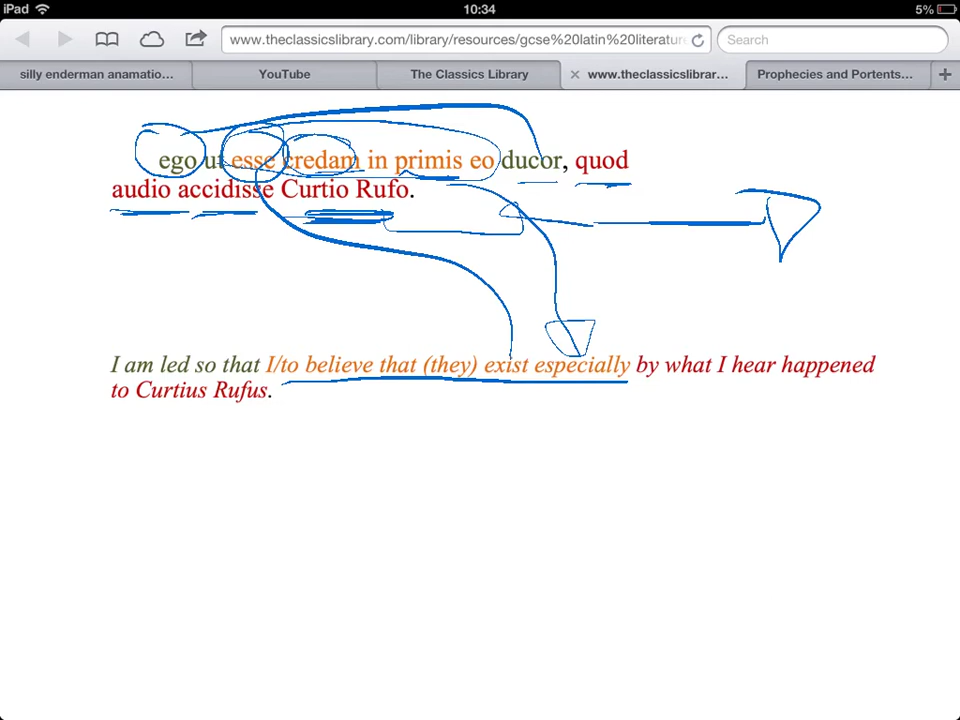 iPad 10:34 5%
www.theclassicslibrary.com/library/resources/gcse%20latin%20literature Search
silly enderman anamatio... YouTube The Classics Library www.theclassicslibrar... Prophecies and Portents...
ego ut esse credam in primis eo ducor, quod
audio accidisse Curtio Rufo.
I am led so that I/to believe that (they) exist especially by what I hear happened
to Curtius Rufus.